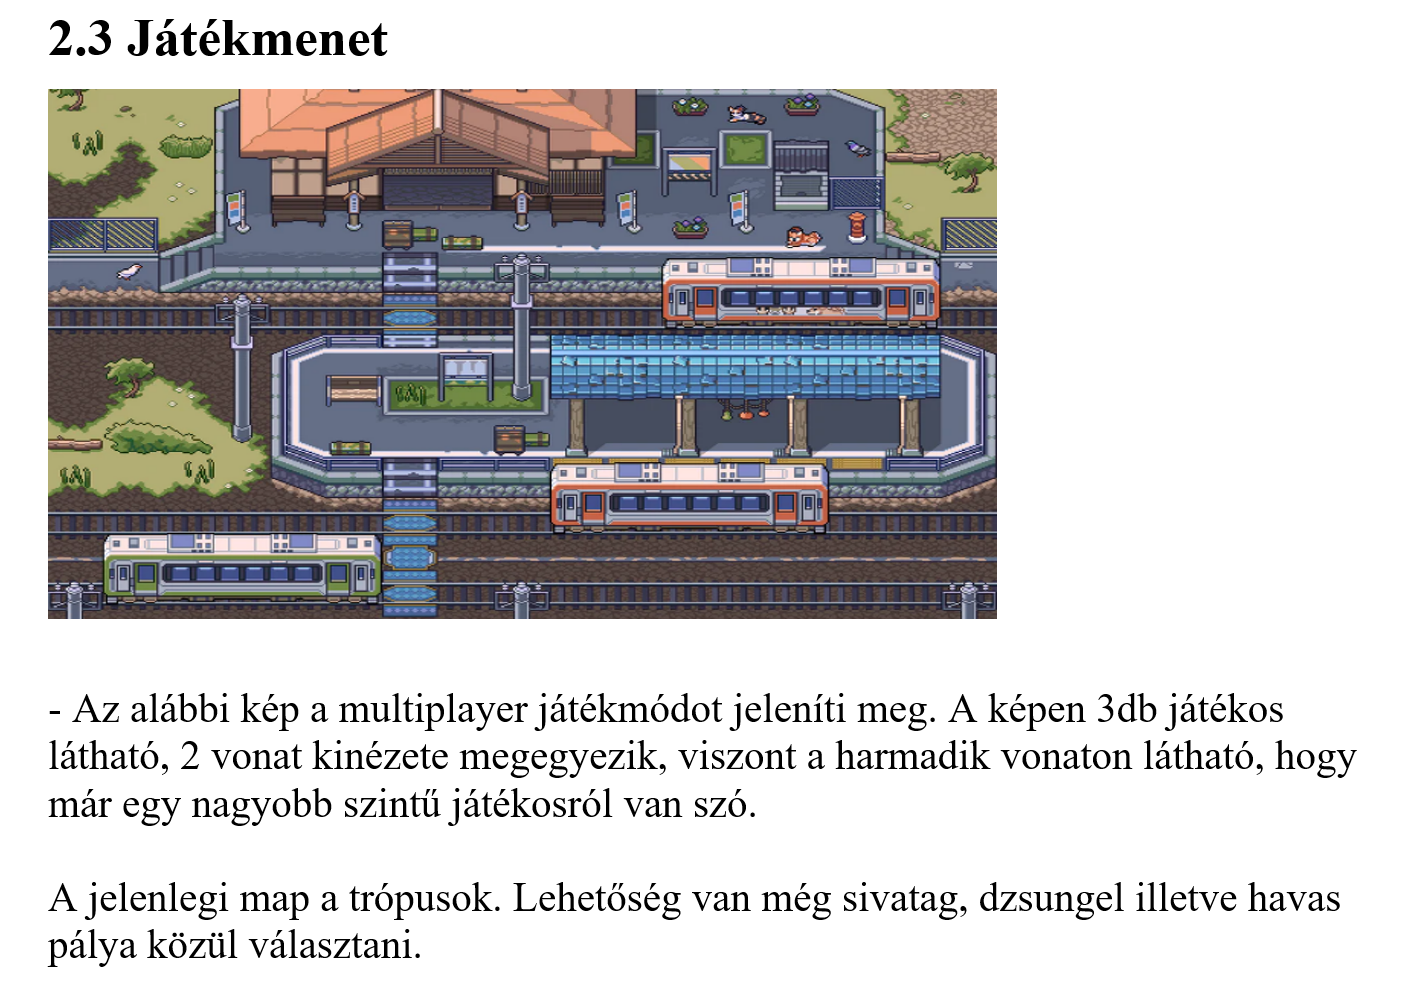 2.3 Játékmenet
- Az alábbi kép a multiplayer játékmódot jeleníti meg. A képen 3db játékos
látható, 2 vonat kinézete megegyezik, viszont a harmadik vonaton látható, hogy
már egy nagyobb szintű játékosról van szó.
A jelenlegi map a trópusok. Lehetőség van még sivatag, dzsungel illetve havas
pálya közül választani.